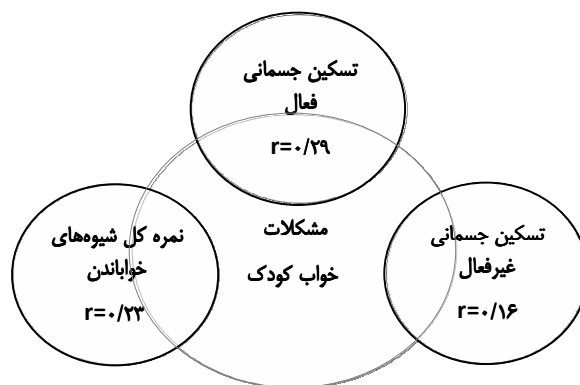 تسکین جسمانی
فعال
r=۰/۲۹
مشکلات
خواب کودک
تسکین جسمانی
غیرفعال
r=۰/۱۶
نمره کل شیوه‌های
خواباندن
r=۰/۲۳